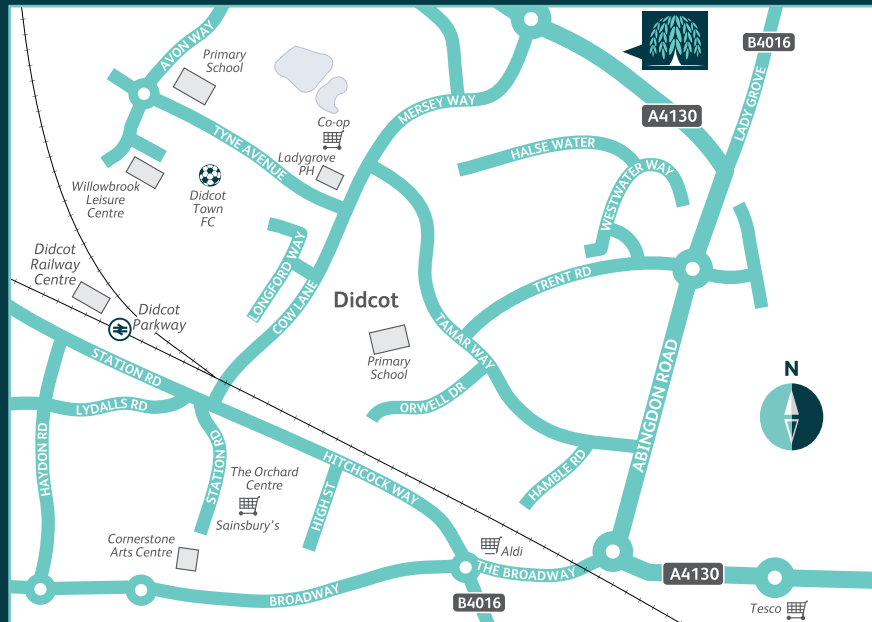 AVON WAY
Primary
School
B4016
Co-op
MERSEY WAY
A4130
LADY GROVE
TYNE AVENUE
Ladygrove
PH
HALSE WATER
WESTWATER WAY
Willowbrook
Leisure
Centre
Didcot
Town
FC
Didcot
Railway
Centre
LONGFORD WAY
COW LANE
TRENT RD
Didcot
Didcot
Parkway
TAMAR WAY
Primary
School
ABINGDON ROAD
N
STATION RD
LYDALLS RD
ORWELL DR
HAYDON RD
STATION RD
The Orchard
Centre
Sainsbury's
HIGH ST
HITCHCOCK WAY
HAMBLE RD
Cornerstone
Arts Centre
Aldi
THE BROADWAY
A4130
BROADWAY
B4016
Tesco